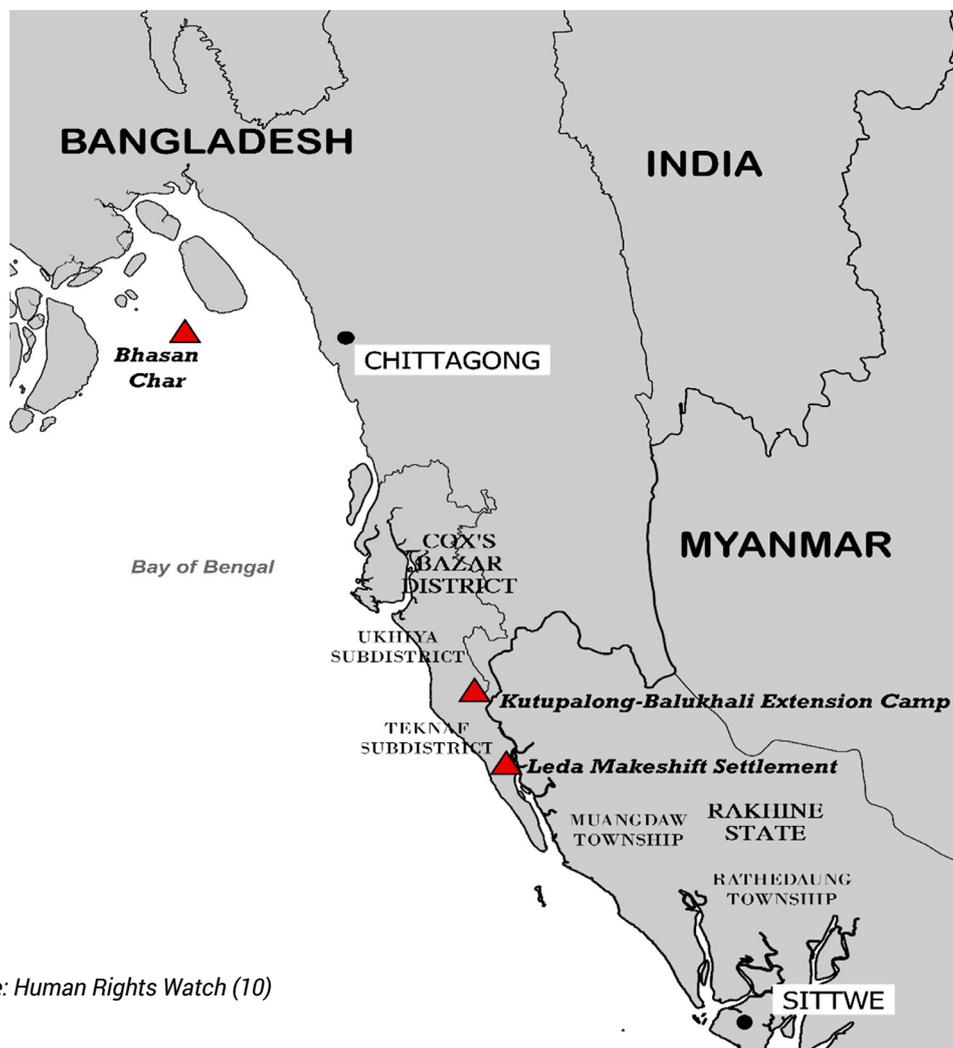 BANGLADESH
INDIA
Bhasan
Char
CHITTAGONG
Bay of Bengal
COX'S
BAZAR
DISTRICT
MYANMAR
UKHIYA
SUBDISTRICT
Kutupalong-Balukhali Extension Camp
TEKNAF
SUBDISTRICT
Leda Makeshift Settlement
MUANGDAW
TOWNSHIP
RAKHINE
STATE
RATHEDAUNG
TOWNSHIP
: Human Rights Watch (10)
SITTWE